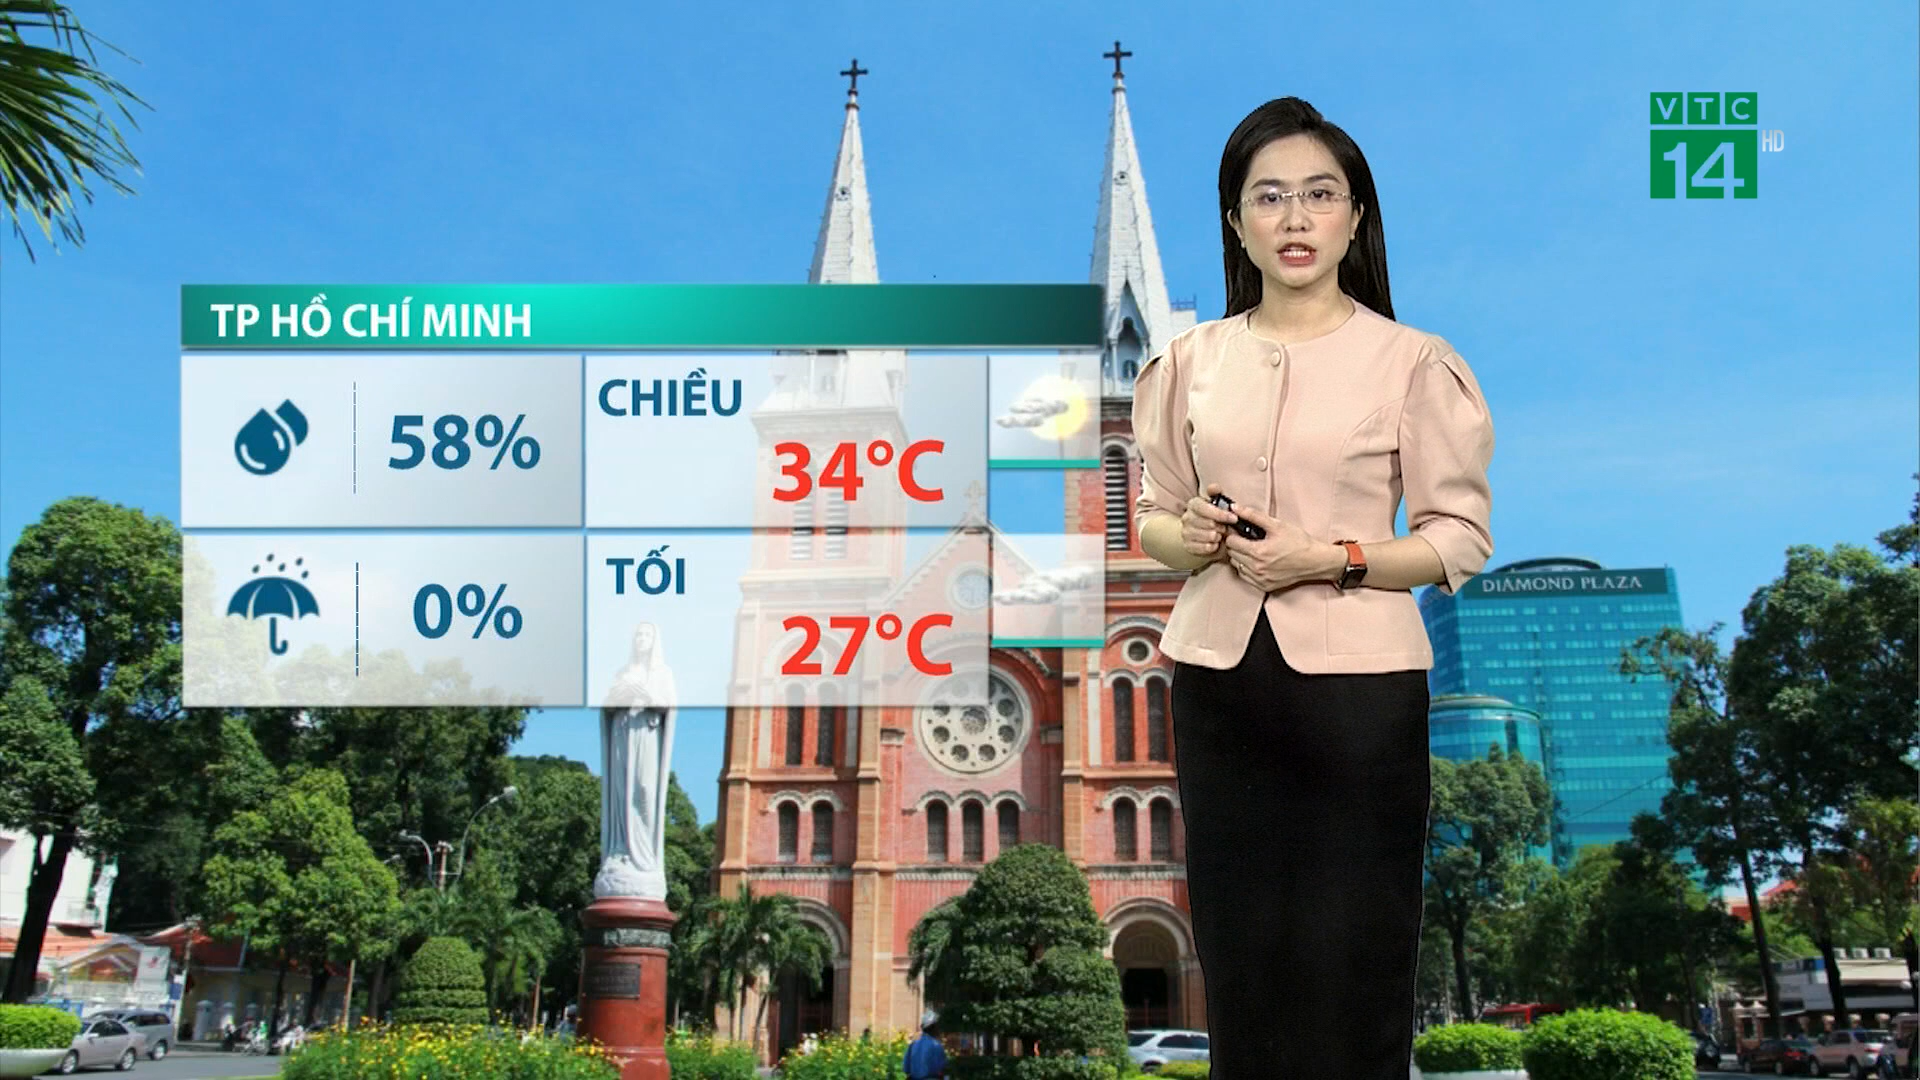 VTC
14 HD
TP HỒ CHÍ MINH
58%
CHIỀU
34°C
0%
TỐI
27°C
DIAMOND PLAZA